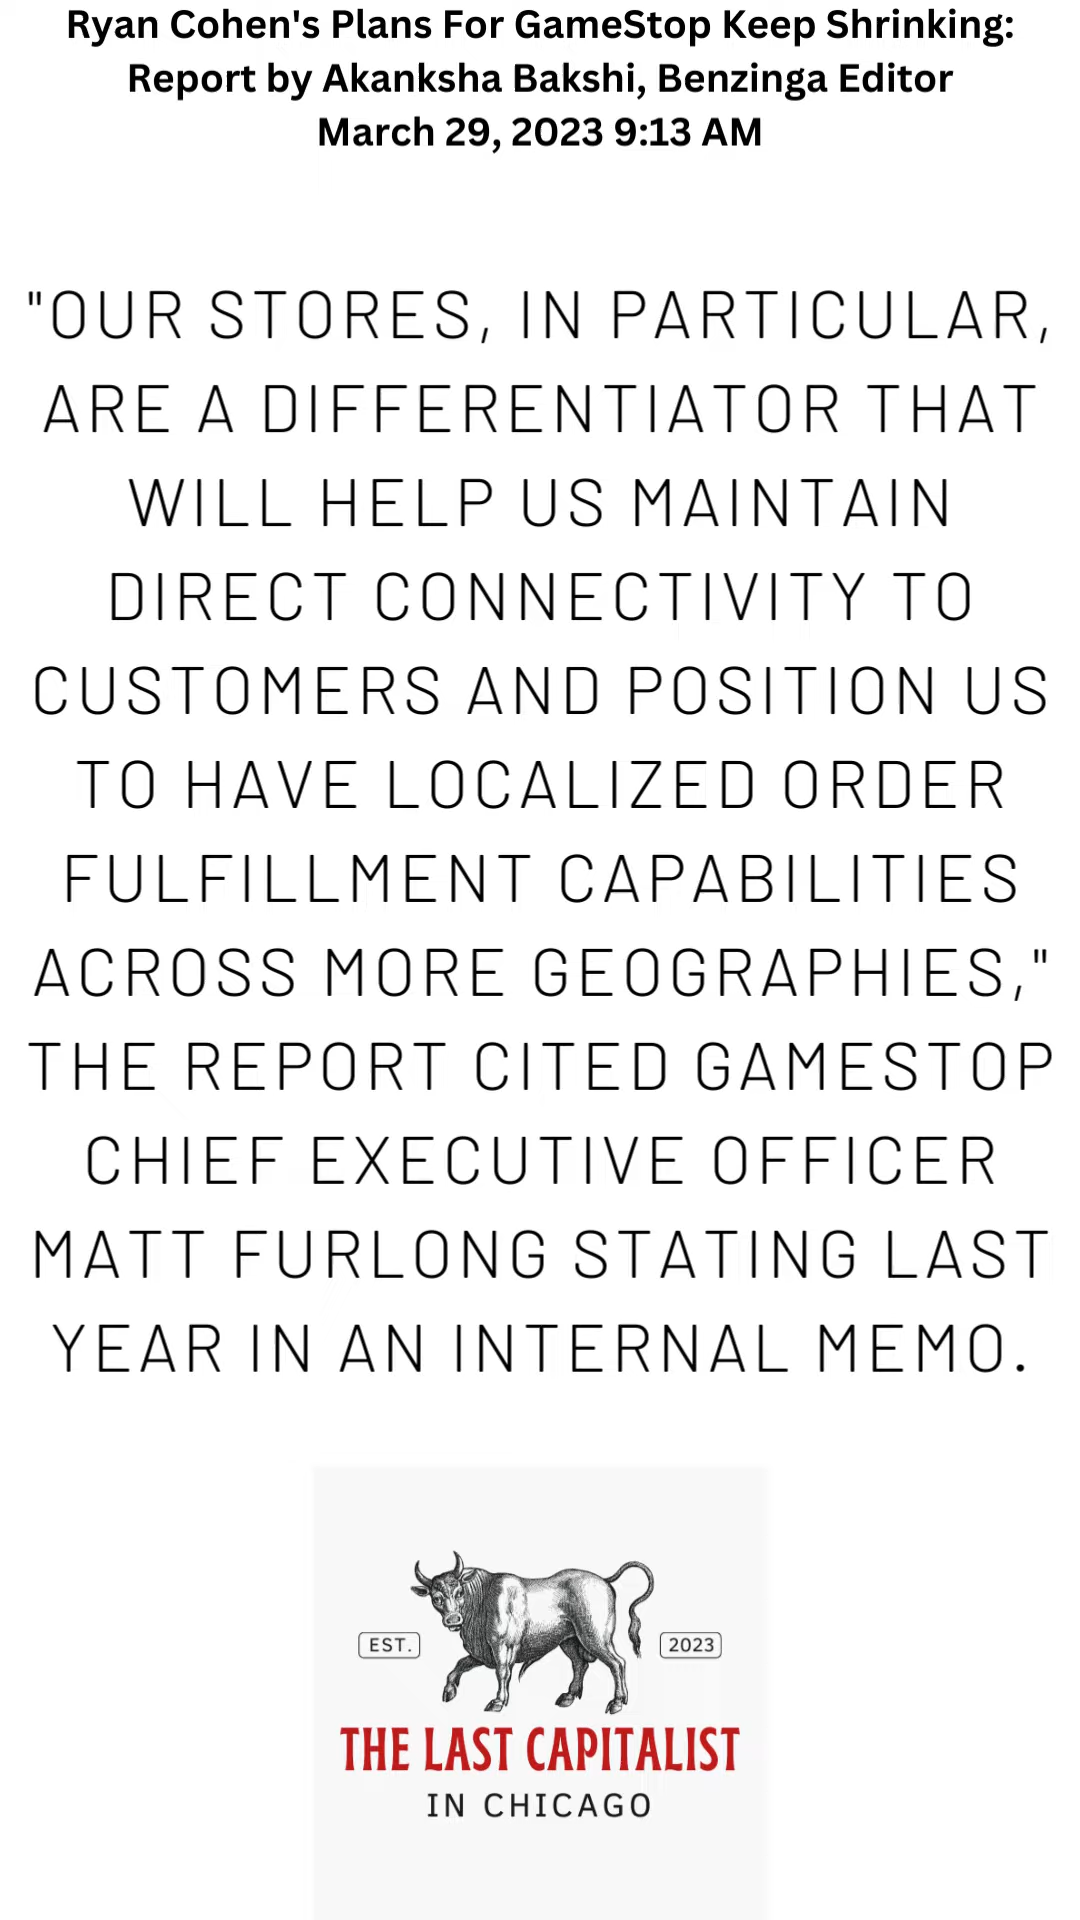 Ryan Cohen's Plans For GameStop Keep Shrinking:
Report by Akanksha Bakshi, Benzinga Editor
March 29, 2023 9:13 AM
"OUR STORES, IN PARTICULAR,
ARE A DIFFERENTIATOR THAT
WILL HELP US MAINTAIN
DIRECT CONNECTIVITY TO
CUSTOMERS AND POSITION US
TO HAVE LOCALIZED ORDER
FULFILLMENT CAPABILITIES
ACROSS MORE GEOGRAPHIES,"
THE REPORT CITED GAMESTOP
CHIEF EXECUTIVE OFFICER
MATT FURLONG STATING LAST
YEAR IN AN INTERNAL MEMO.
EST. 2023
THE LAST CAPITALIST
IN CHICAGO